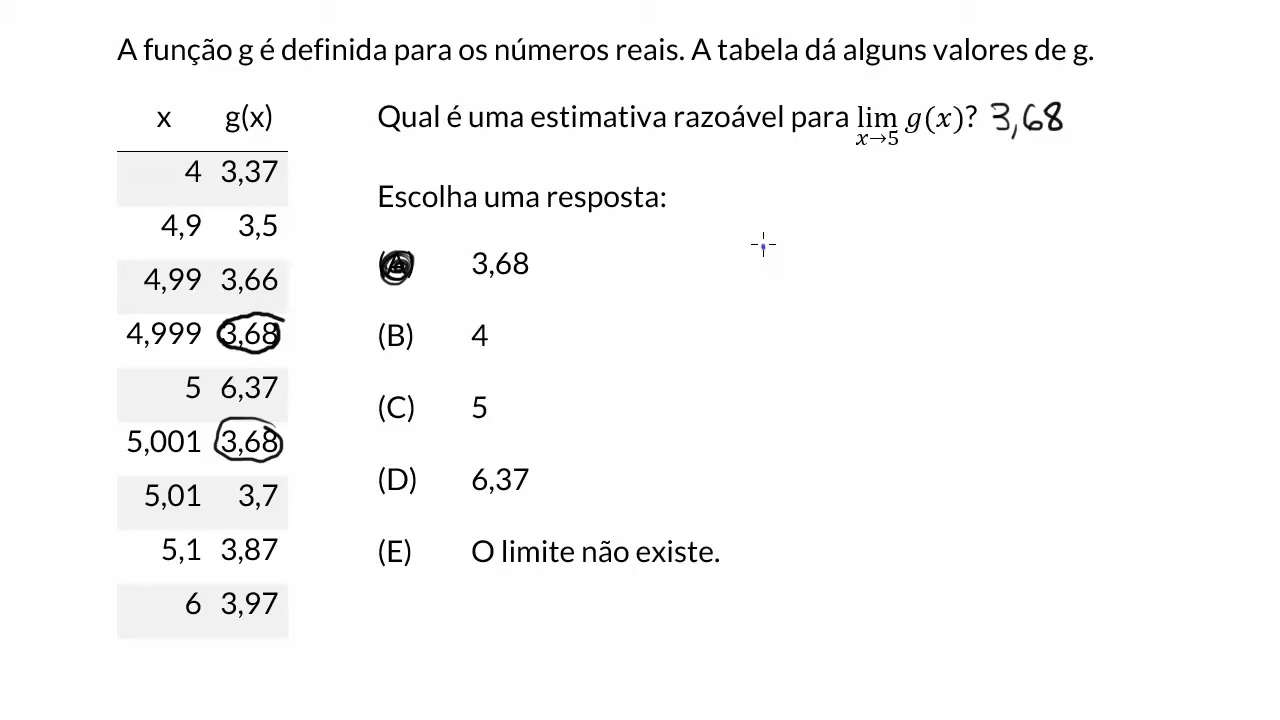 A função g é definida para os números reais. A tabela dá alguns valores de g.
x g(x)
4 3,37
4,9 3,5
4,99 3,66
4,999 3,68
5 6,37
5,001 3,68
5,01 3,7
5,1 3,87
6 3,97
Qual é uma estimativa razoável para lim x→5 g(x)? 3,68
Escolha uma resposta:
(A) 3,68
(B) 4
(C) 5
(D) 6,37
(E) O limite não existe.